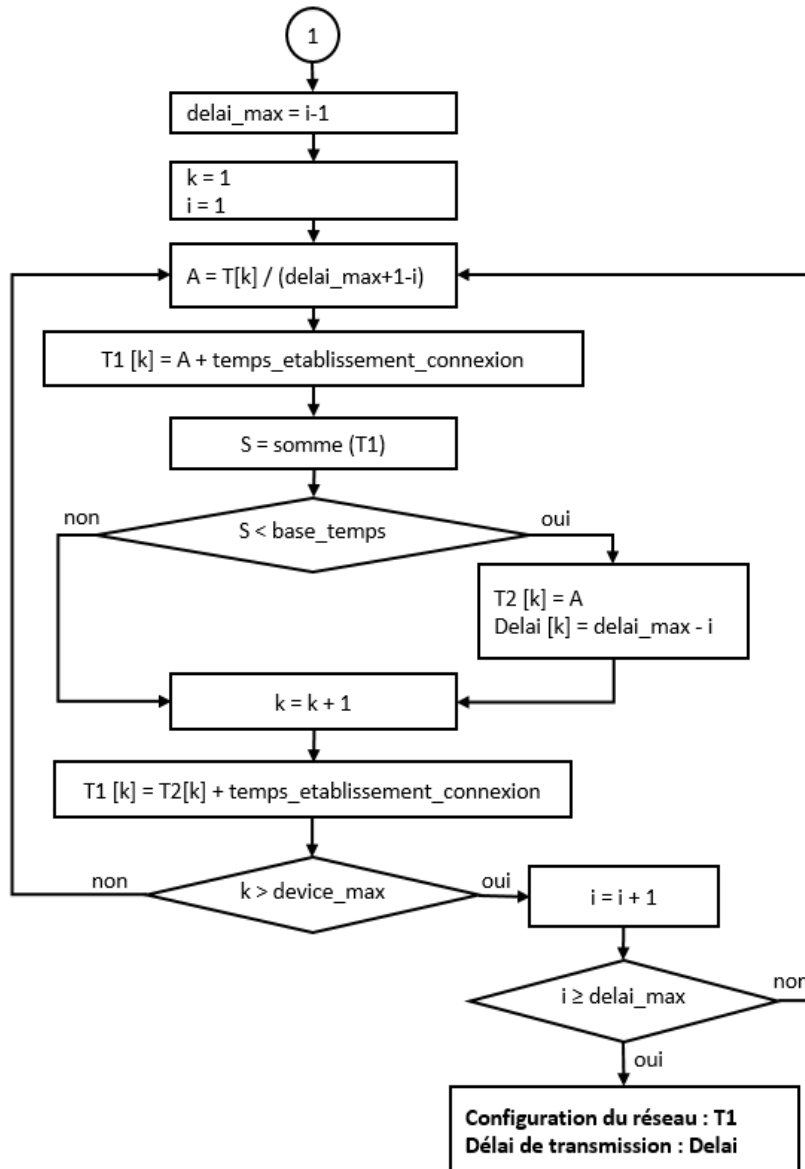 1
delai_max = i-1
k = 1
i = 1
A = T[k] / (delai_max+1-i)
T1 [k] = A + temps_etablissement_connexion
S = somme (T1)
non
S < base_temps
oui
T2 [k] = A
Delai [k] = delai_max - i
k = k + 1
T1 [k] = T2[k] + temps_etablissement_connexion
non
k > device_max
oui
i = i + 1
i ≥ delai_max
non
oui
Configuration du réseau : T1
Délai de transmission : Delai